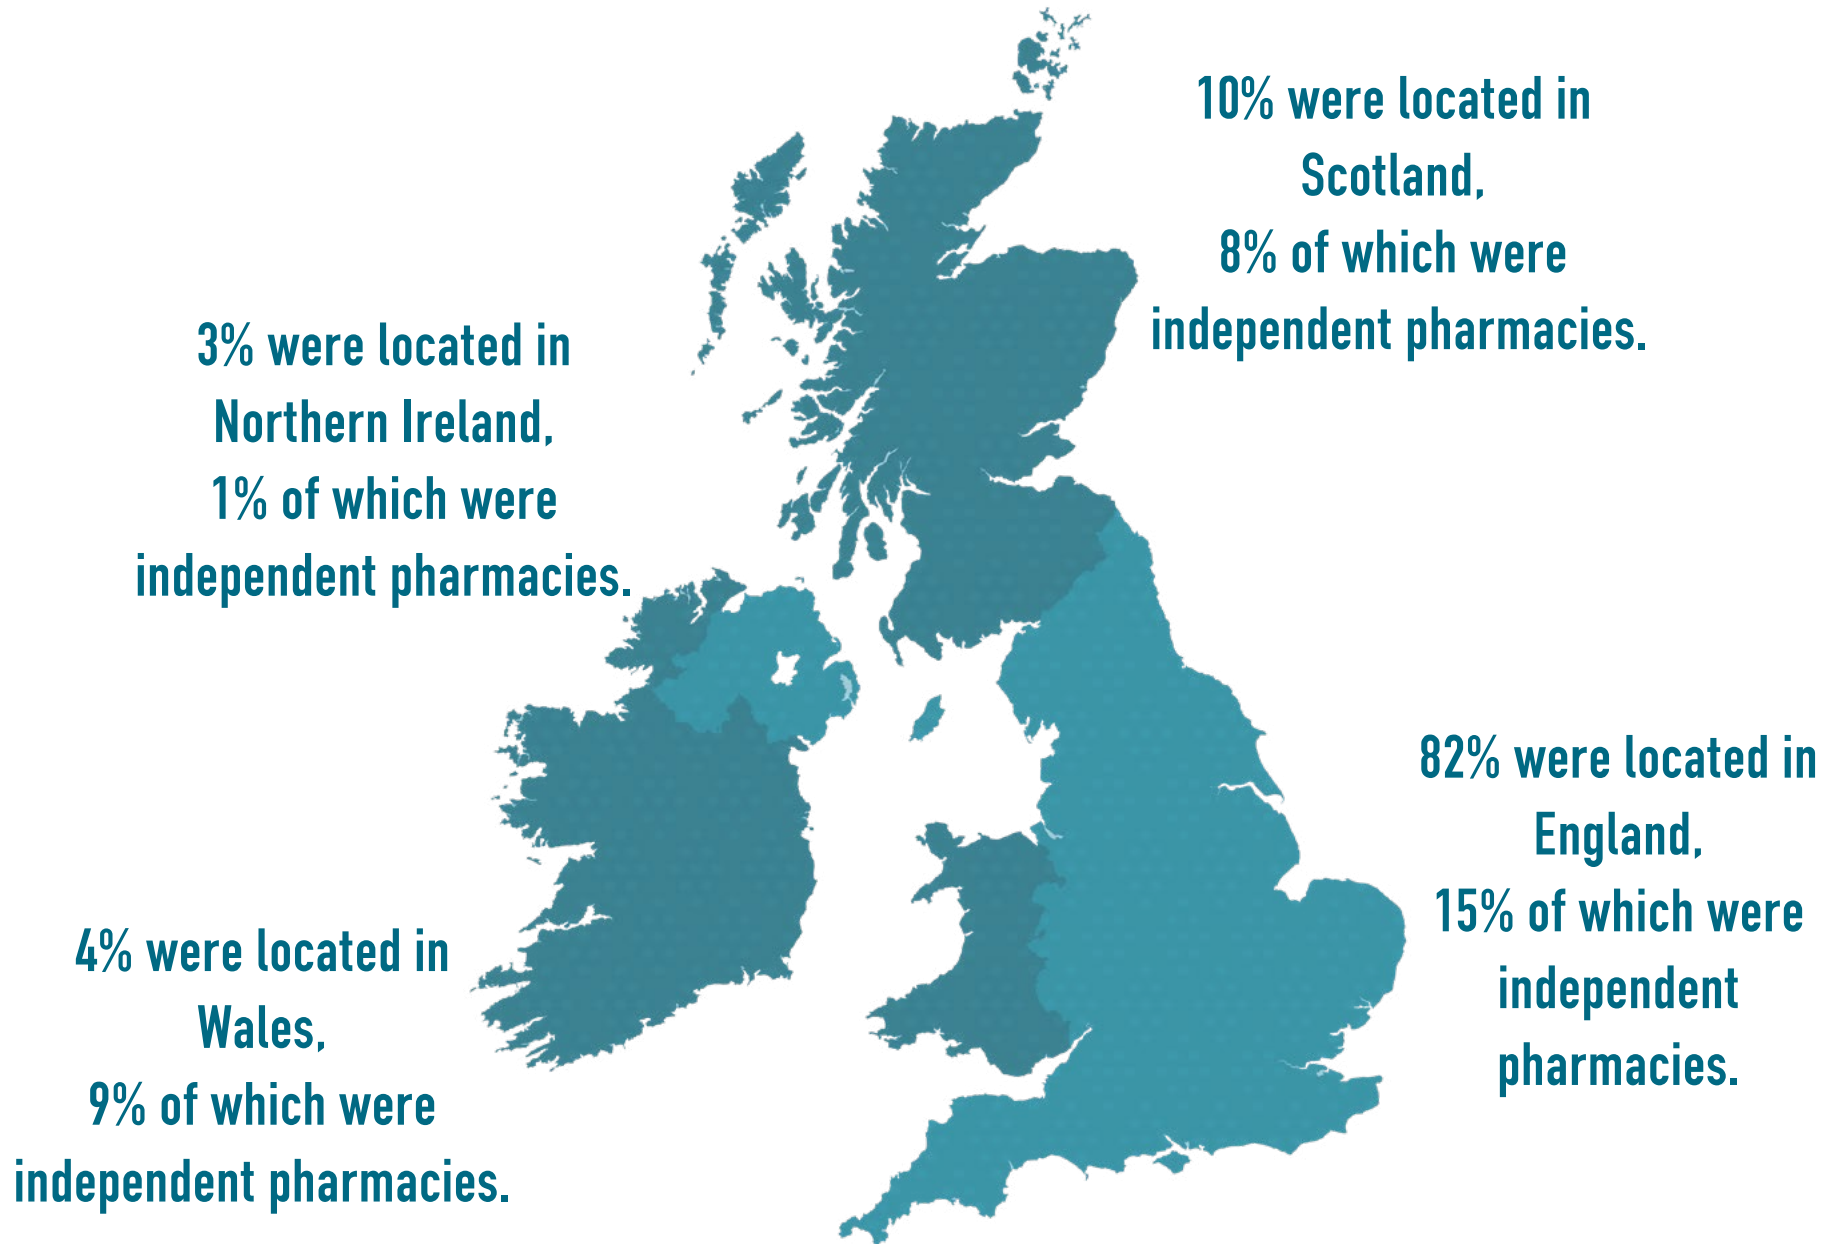 10% were located in
Scotland,
8% of which were
independent pharmacies.
3% were located in
Northern Ireland,
1% of which were
independent pharmacies.
82% were located in
England,
15% of which were
independent
pharmacies.
4% were located in
Wales,
9% of which were
independent pharmacies.